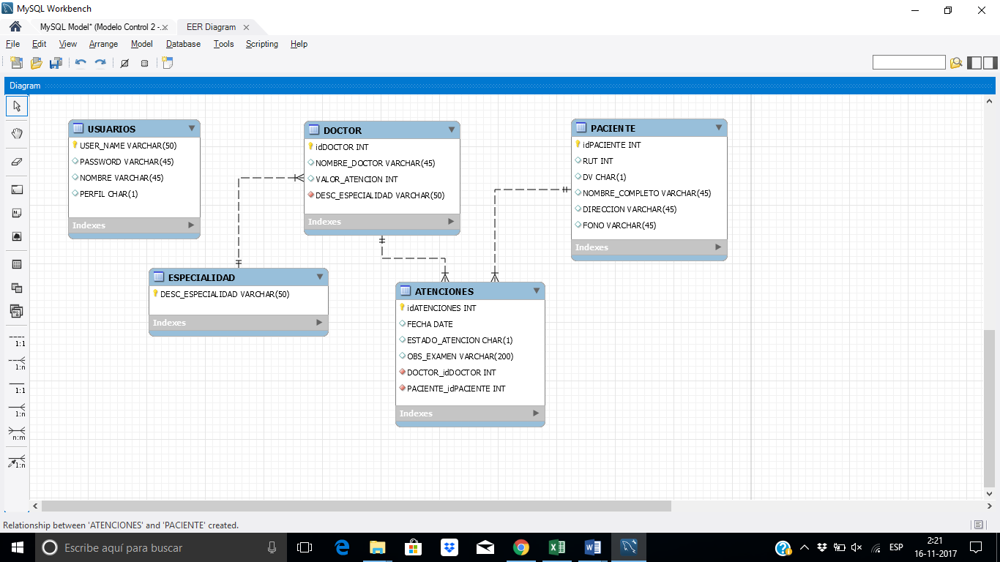 MySQL Workbench
MySQL Model* (Modelo Control 2 -...
EER Diagram
File Edit View Arrange Model Database Tools Scripting Help
Diagram
USUARIOS
USER_NAME VARCHAR(50)
PASSWORD VARCHAR(45)
NOMBRE VARCHAR(45)
PERFIL CHAR(1)
Indexes
DOCTOR
idDOCTOR INT
NOMBRE_DOCTOR VARCHAR(45)
VALOR_ATENCION INT
DESC_ESPECIALIDAD VARCHAR(50)
Indexes
PACIENTE
idPACIENTE INT
RUT INT
DV CHAR(1)
NOMBRE_COMPLETO VARCHAR(45)
DIRECCION VARCHAR(45)
FONO VARCHAR(45)
Indexes
ESPECIALIDAD
DESC_ESPECIALIDAD VARCHAR(50)
Indexes
ATENCIONES
idATENCIONES INT
FECHA DATE
ESTADO_ATENCION CHAR(1)
OBS_EXAMEN VARCHAR(200)
DOCTOR_idDOCTOR INT
PACIENTE_idPACIENTE INT
Indexes
1:1
1:n
1:1
1:n
n:m
1:n
Relationship between 'ATENCIONES' and 'PACIENTE' created.
Escribe aquí para buscar
ESP
2:21
16-11-2017